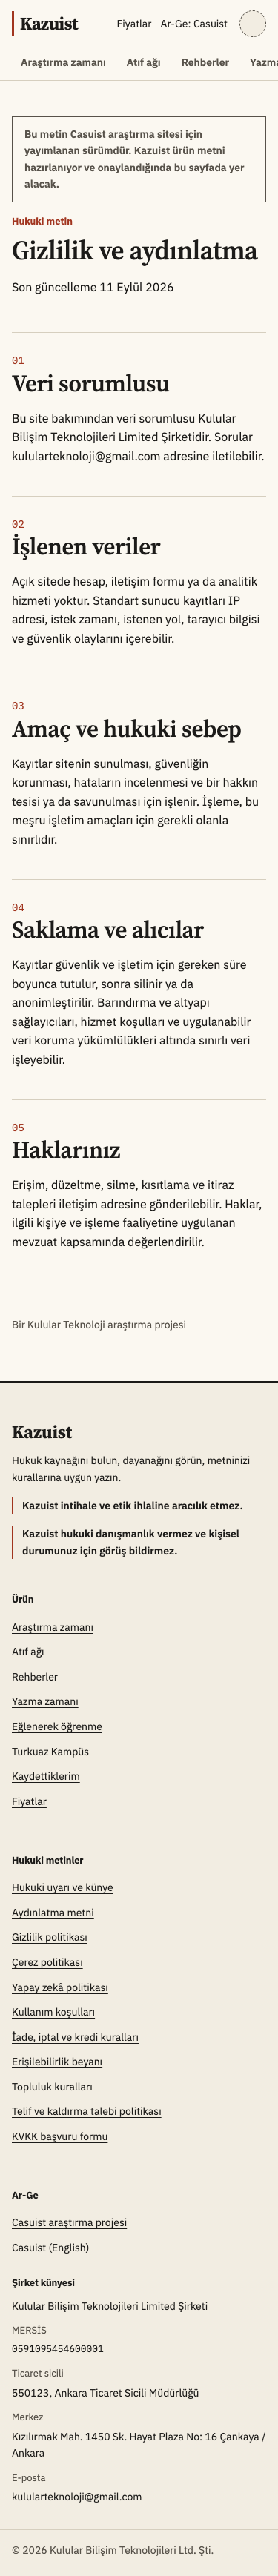 Kazuist
Fiyatlar Ar-Ge: Casuist
Araştırma zamanı Atıf ağı Rehberler Yazma
Bu metin Casuist araştırma sitesi için
yayımlanan sürümdür. Kazuist ürün metni
hazırlanıyor ve onaylandığında bu sayfada yer
alacak.
Hukuki metin
Gizlilik ve aydınlatma
Son güncelleme 11 Eylül 2026
01
Veri sorumlusu
Bu site bakımından veri sorumlusu Kulular
Bilişim Teknolojileri Limited Şirketidir. Sorular
kulularteknoloji@gmail.com adresine iletilebilir.
02
İşlenen veriler
Açık sitede hesap, iletişim formu ya da analitik
hizmeti yoktur. Standart sunucu kayıtları IP
adresi, istek zamanı, istenen yol, tarayıcı bilgisi
ve güvenlik olaylarını içerebilir.
03
Amaç ve hukuki sebep
Kayıtlar sitenin sunulması, güvenliğin
korunması, hataların incelenmesi ve bir hakkın
tesisi ya da savunulması için işlenir. İşleme, bu
meşru işletim amaçları için gerekli olanla
sınırlıdır.
04
Saklama ve alıcılar
Kayıtlar güvenlik ve işletim için gereken süre
boyunca tutulur, sonra silinir ya da
anonimleştirilir. Barındırma ve altyapı
sağlayıcıları, hizmet koşulları ve uygulanabilir
veri koruma yükümlülükleri altında sınırlı veri
işleyebilir.
05
Haklarınız
Erişim, düzeltme, silme, kısıtlama ve itiraz
talepleri iletişim adresine gönderilebilir. Haklar,
ilgili kişiye ve işleme faaliyetine uygulanan
mevzuat kapsamında değerlendirilir.
Bir Kulular Teknoloji araştırma projesi
Kazuist
Hukuk kaynağını bulun, dayanağını görün, metninizi
kurallarına uygun yazın.
Kazuist intihale ve etik ihlaline aracılık etmez.
Kazuist hukuki danışmanlık vermez ve kişisel
durumunuz için görüş bildirmez.
Ürün
Araştırma zamanı
Atıf ağı
Rehberler
Yazma zamanı
Eğlenerek öğrenme
Turkuaz Kampüs
Kaydettiklerim
Fiyatlar
Hukuki metinler
Hukuki uyarı ve künye
Aydınlatma metni
Gizlilik politikası
Çerez politikası
Yapay zekâ politikası
Kullanım koşulları
İade, iptal ve kredi kuralları
Erişilebilirlik beyanı
Topluluk kuralları
Telif ve kaldırma talebi politikası
KVKK başvuru formu
Ar-Ge
Casuist araştırma projesi
Casuist (English)
Şirket künyesi
Kulular Bilişim Teknolojileri Limited Şirketi
MERSİS
0591095454600001
Ticaret sicili
550123, Ankara Ticaret Sicili Müdürlüğü
Merkez
Kızılırmak Mah. 1450 Sk. Hayat Plaza No: 16 Çankaya /
Ankara
E-posta
kulularteknoloji@gmail.com
© 2026 Kulular Bilişim Teknolojileri Ltd. Şti.